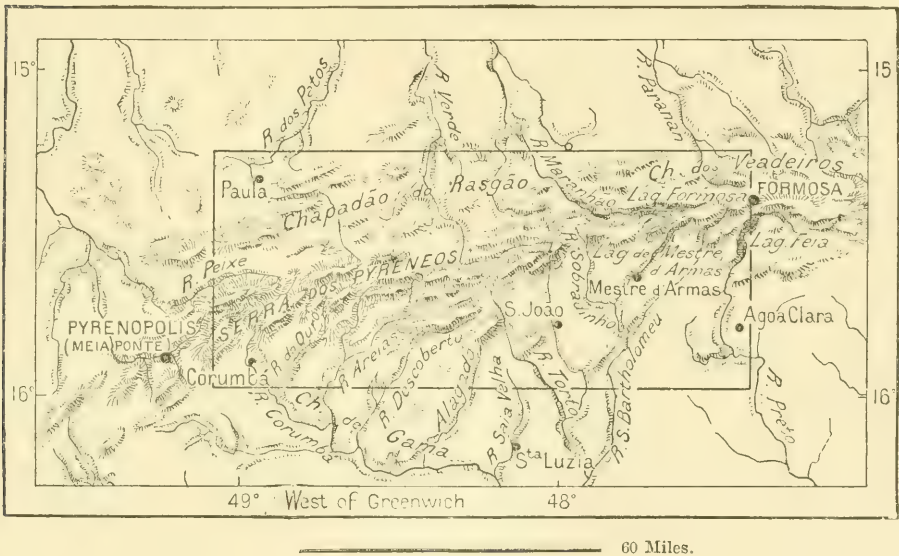 15°
15°
R. dos Patos
R. Verde
R. Maranhão
R. Paranan
Ch. dos Veadeiros
Paula
Chapadão do Rasgão
Lag. Formosa
FORMOSA
R. Peixe
SERRA DOS PYRENEOS
R. Sobradinho
Lag de Mestre
d'Armas
Mestre d'Armas
Lag. Feia
PYRENOPOLIS
(MEIA PONTE)
S. João
Agoa Clara
Corumbá
R. do Ouro
R. Areias
R. Descoberto
Alagado
R. Saia Velha
R. Torto
R. S. Bartholomeu
R. Preto
16°
16°
R. Corumba
Ch. de Gama
Sta Luzia
49° West of Greenwich 48°
60 Miles.